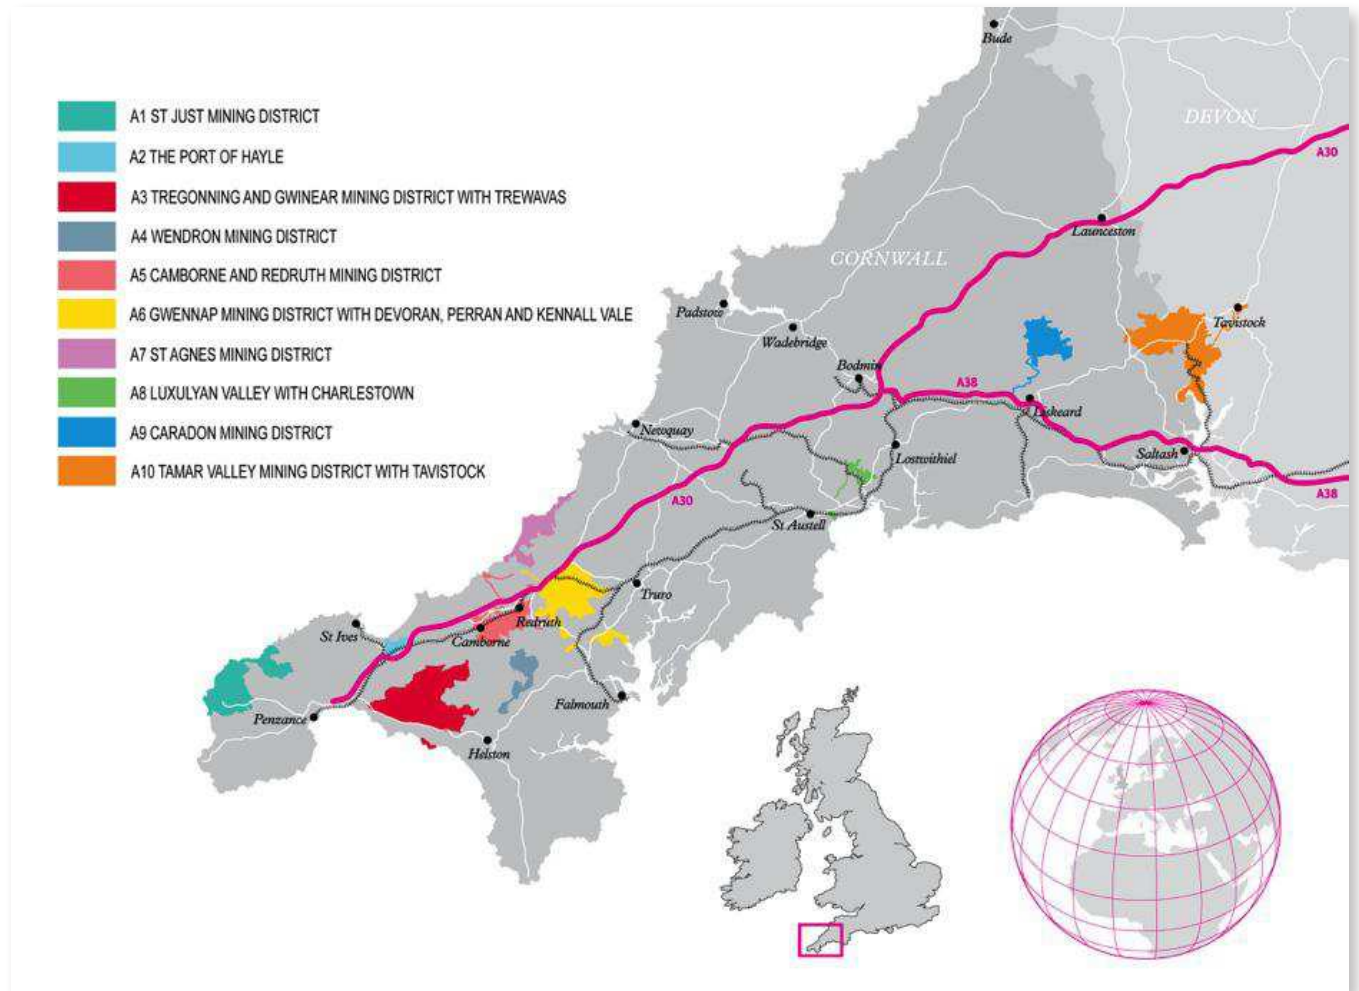 Bude
A1 ST JUST MINING DISTRICT
DEVON
A2 THE PORT OF HAYLE
A30
A3 TREGONNING AND GWINEAR MINING DISTRICT WITH TREWAVAS
A4 WENDRON MINING DISTRICT
Launceston
CORNWALL
A5 CAMBORNE AND REDRUTH MINING DISTRICT
A6 GWENNAP MINING DISTRICT WITH DEVORAN, PERRAN AND KENNALL VALE
Padstow
Tavistock
Wadebridge
A7 ST AGNES MINING DISTRICT
Bodmin
A38
A8 LUXULYAN VALLEY WITH CHARLESTOWN
Liskeard
A9 CARADON MINING DISTRICT
Newquay
Saltash
Lostwithiel
A10 TAMAR VALLEY MINING DISTRICT WITH TAVISTOCK
A38
A30
St Austell
Truro
Redruth
St Ives
Camborne
Falmouth
Penzance
Helston